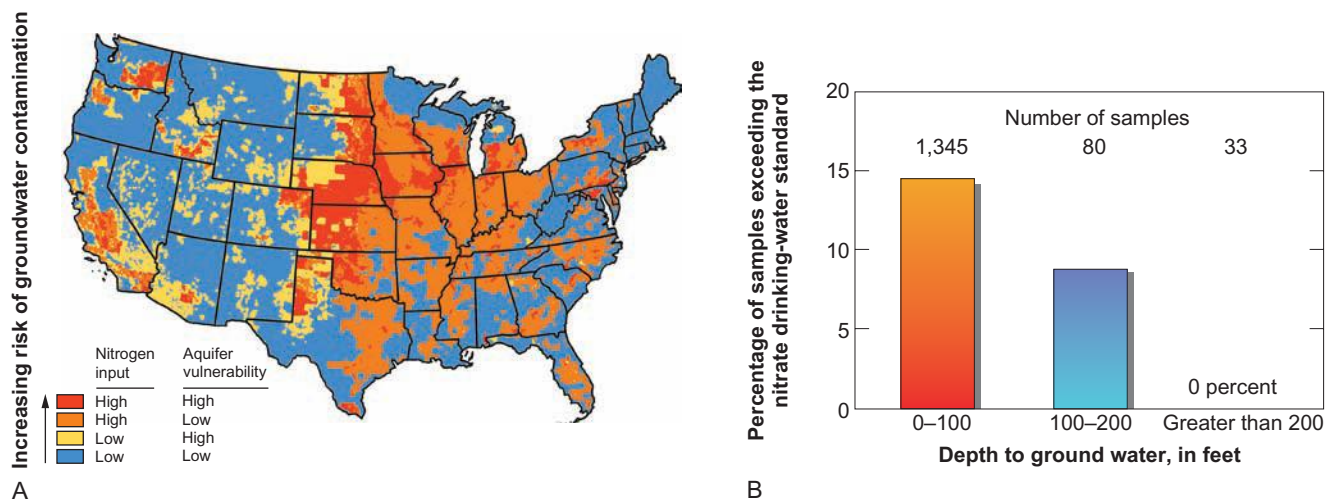 Increasing risk of groundwater contamination
Nitrogen input
Aquifer vulnerability
High High
High Low
Low High
Low Low
A
Percentage of samples exceeding the
nitrate drinking-water standard
20
15
10
5
0
Number of samples
1,345 80 33
0 percent
0–100 100–200 Greater than 200
Depth to ground water, in feet
B